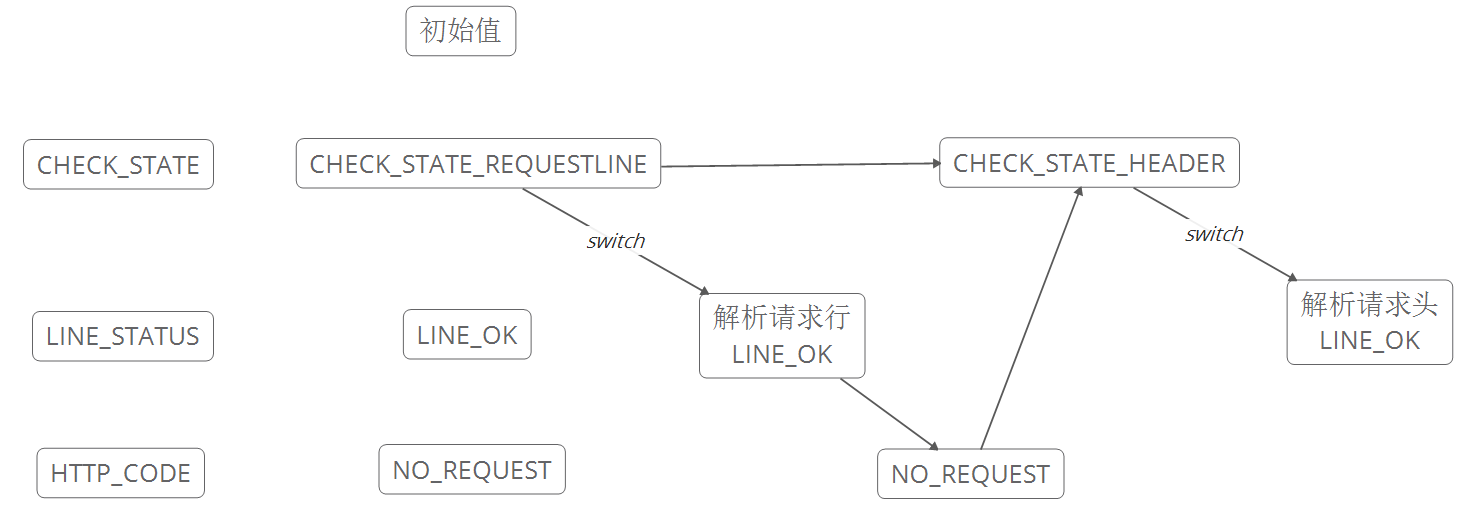 初始值
CHECK_STATE
CHECK_STATE_REQUESTLINE
CHECK_STATE_HEADER
switch
switch
LINE_STATUS
LINE_OK
解析请求行
LINE_OK
解析请求头
LINE_OK
HTTP_CODE
NO_REQUEST
NO_REQUEST